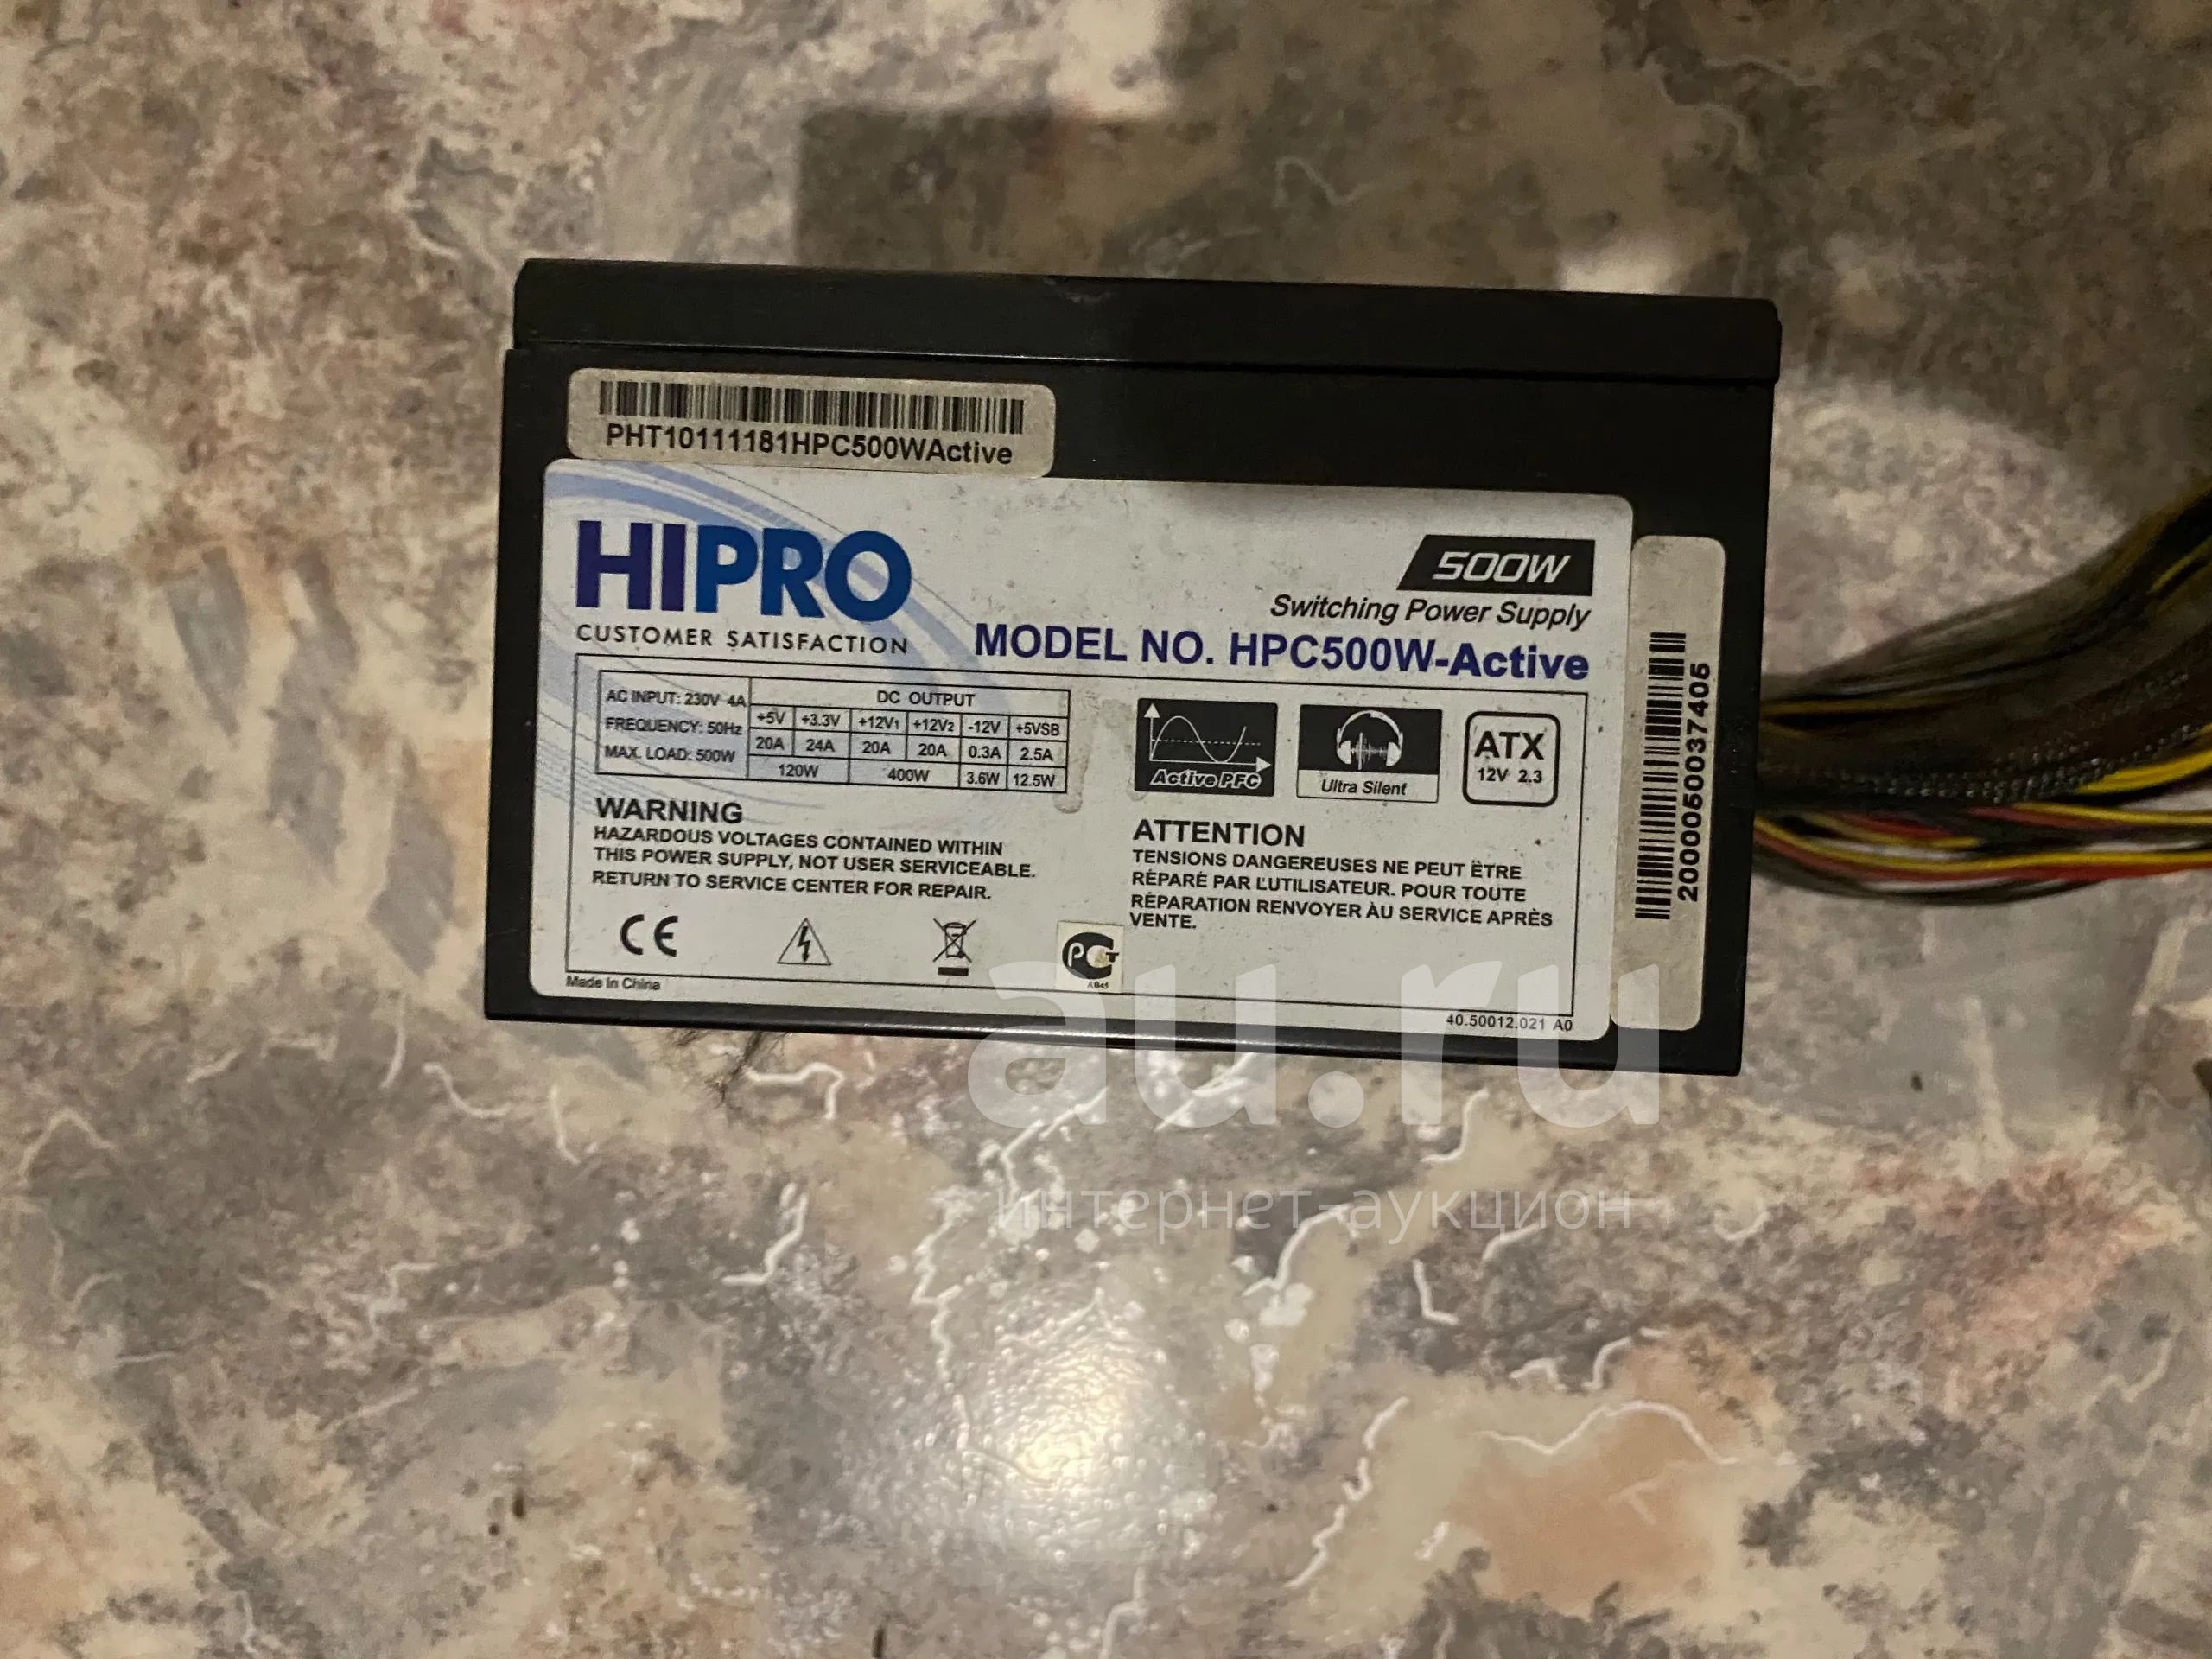 PHT10111181HPC500WActive
HIPRO
CUSTOMER SATISFACTION
500W
Switching Power Supply
MODEL NO. HPC500W-Active
AC INPUT: 230V 4A
FREQUENCY: 50Hz
MAX. LOAD: 500W
DC OUTPUT
+5V +3.3V +12V1 +12V2 -12V +5VSB
20A 24A 20A 20A 0.3A 2.5A
120W 400W 3.6W 12.5W
Active PFC
Ultra Silent
ATX
12V 2.3
WARNING
HAZARDOUS VOLTAGES CONTAINED WITHIN
THIS POWER SUPPLY, NOT USER SERVICEABLE.
RETURN TO SERVICE CENTER FOR REPAIR.
ATTENTION
TENSIONS DANGEREUSES NE PEUT ÈTRE
RÉPARÉ PAR L'UTILISATEUR. POUR TOUTE
RÉPARATION RENVOYER ÀU SERVICE APRÈS
VENTE.
CE
РСТ
АВ45
Made In China
40.50012.021 A0
2000050037405
au.ru
интернет-аукцион